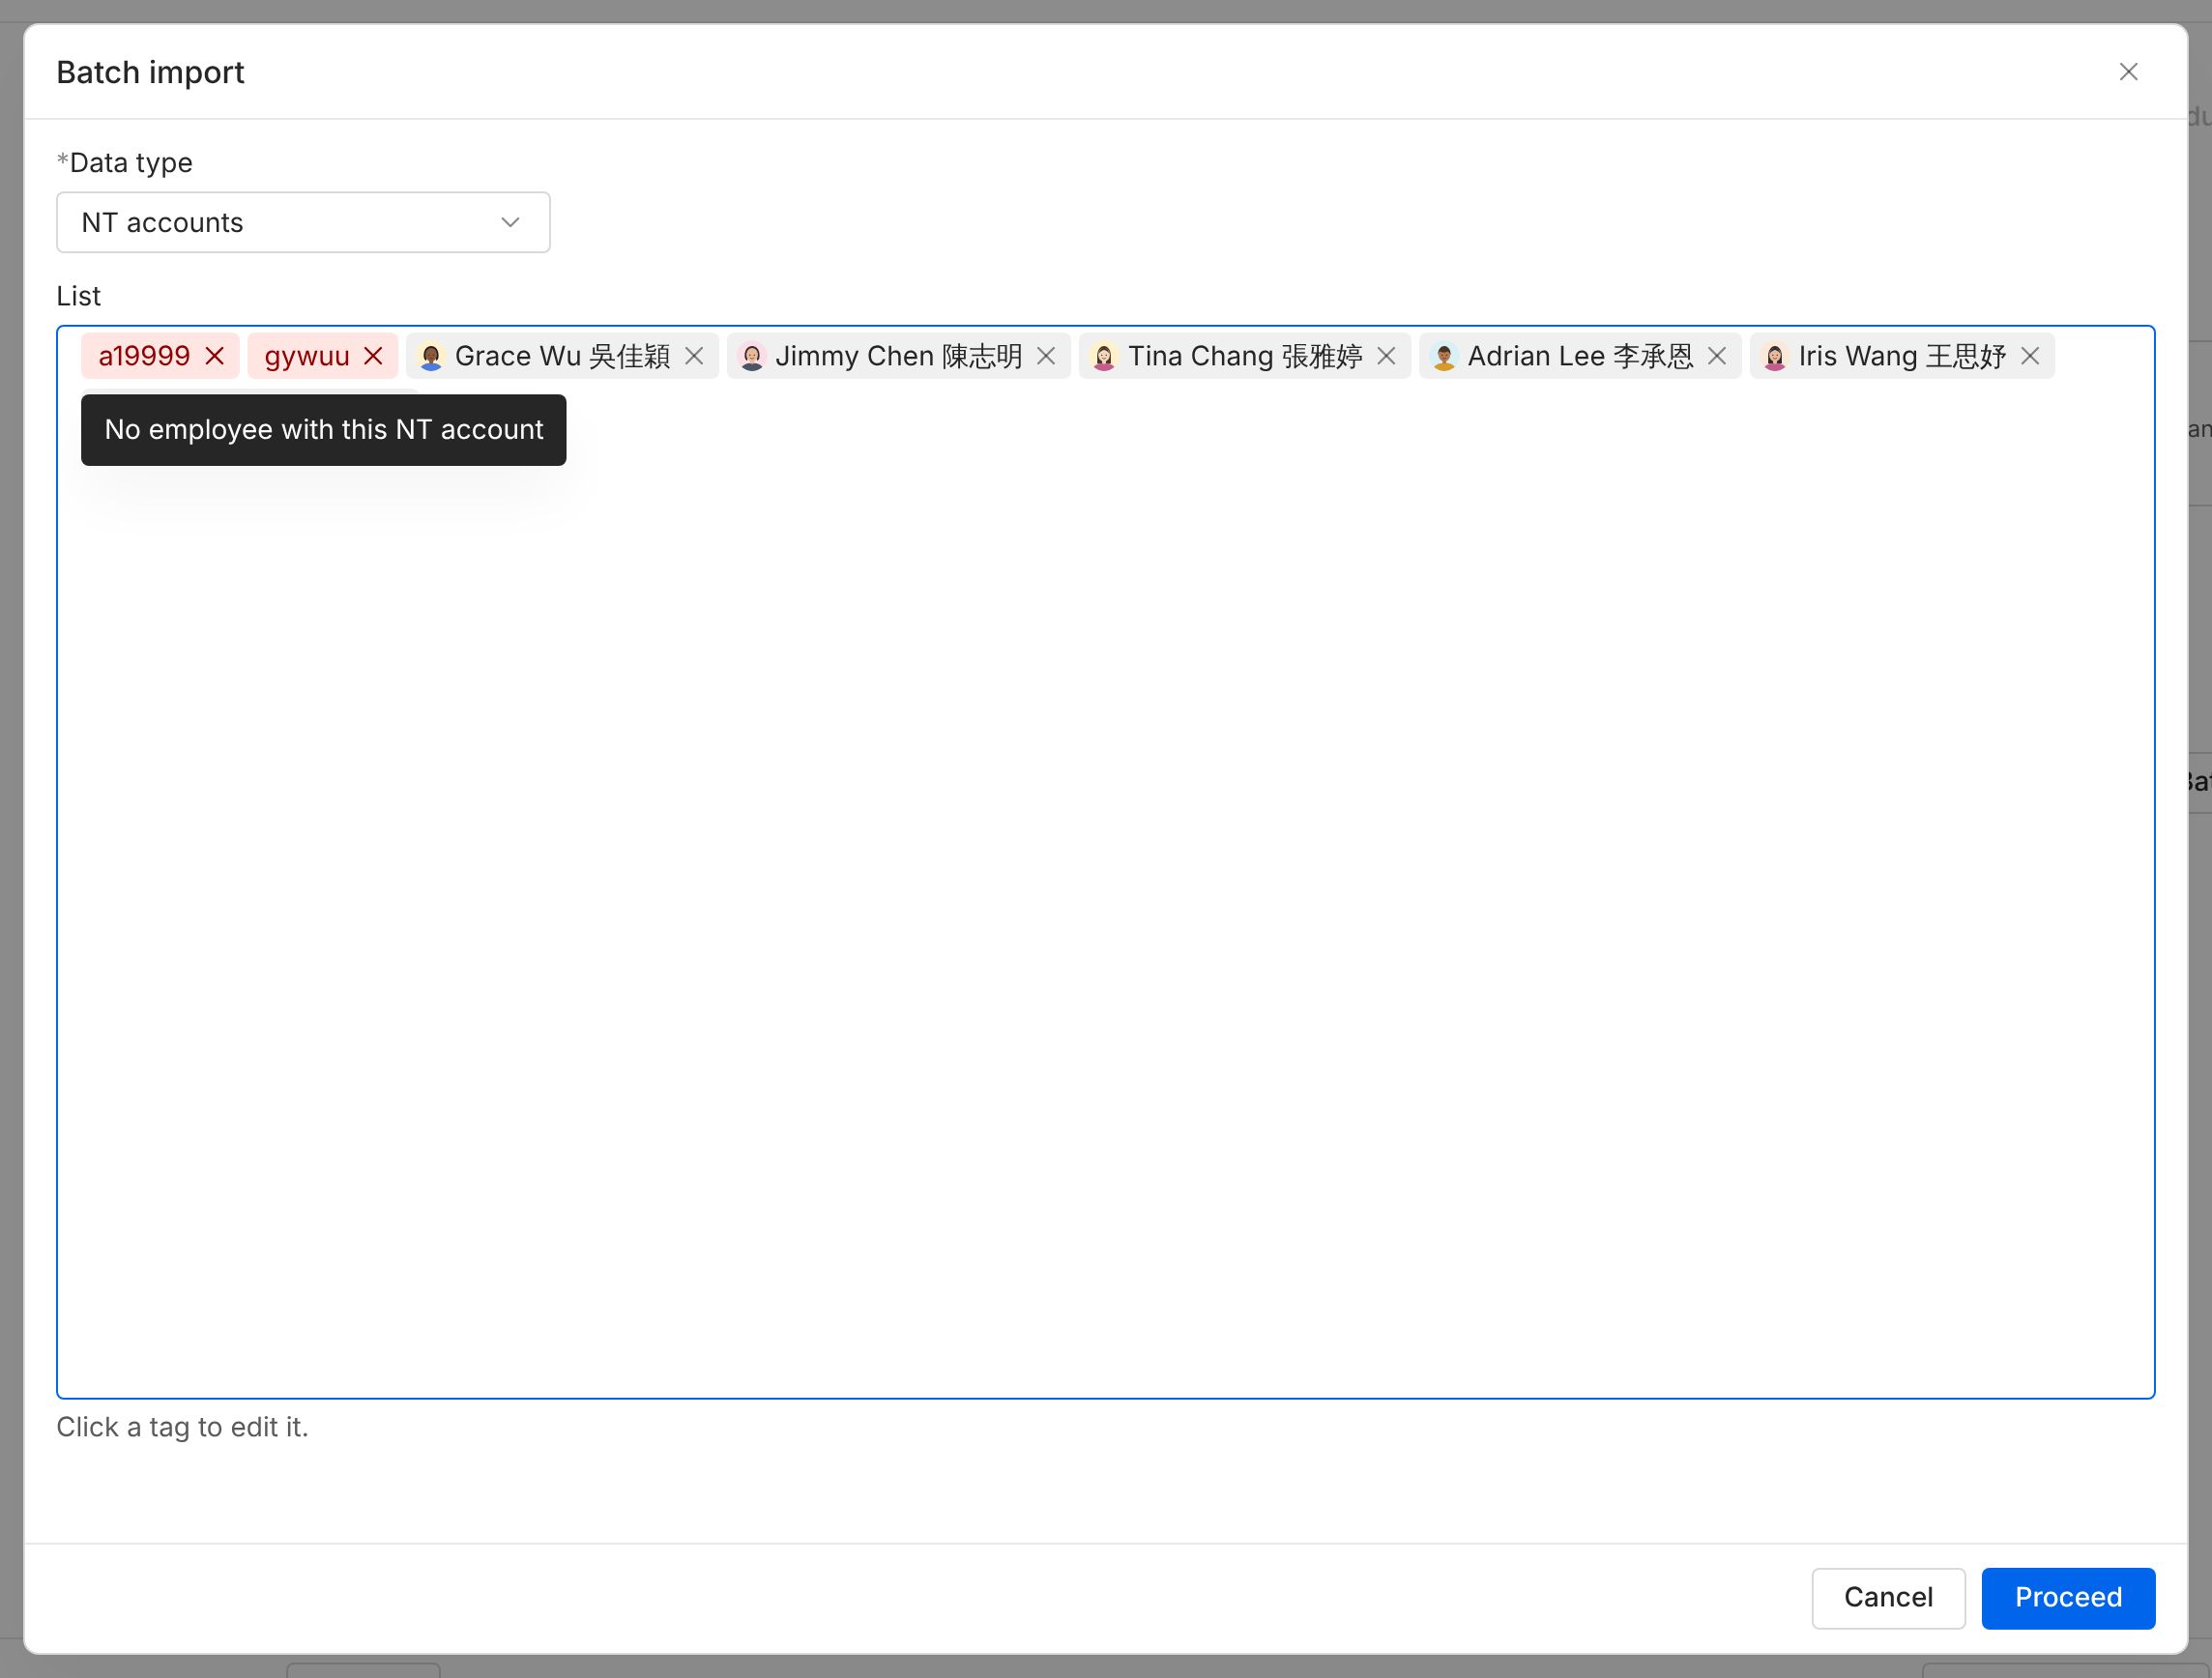 Batch import
*Data type
NT accounts
List
a19999 gywuu Grace Wu 吳佳穎 Jimmy Chen 陳志明 Tina Chang 張雅婷 Adrian Lee 李承恩 Iris Wang 王思妤
No employee with this NT account
Click a tag to edit it.
Cancel Proceed